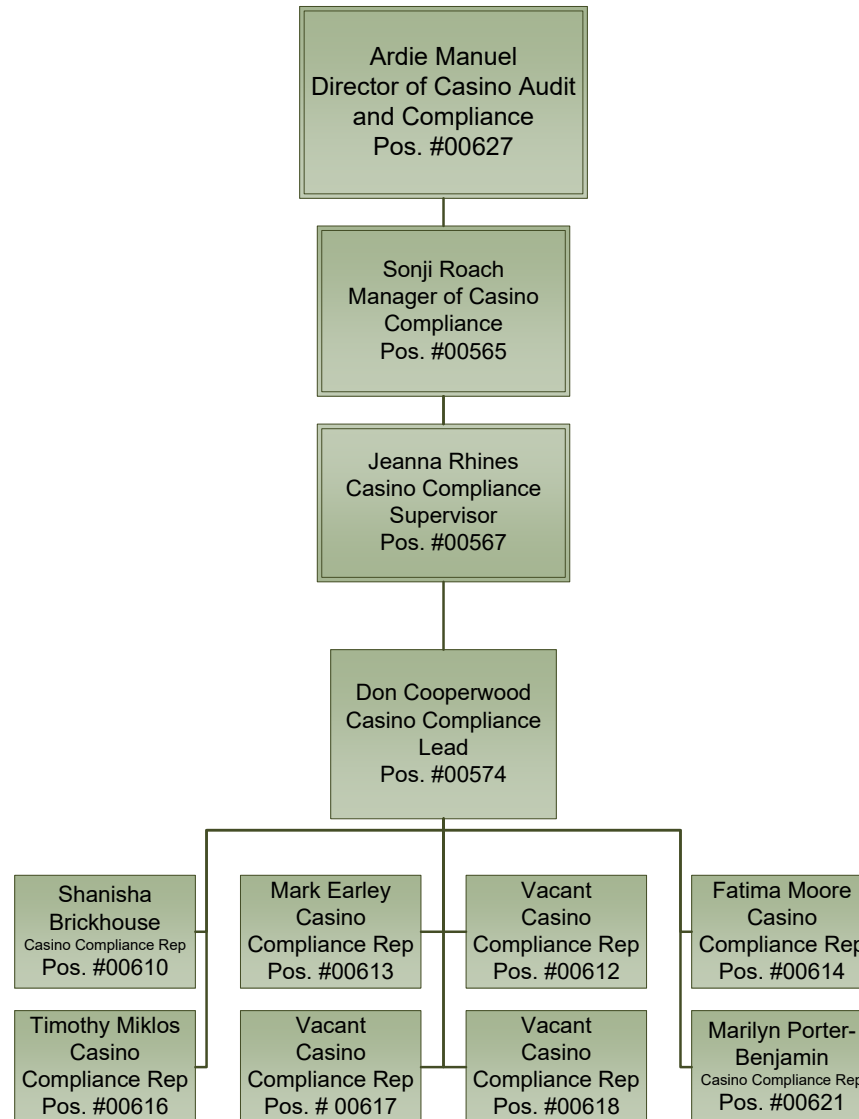 Ardie Manuel
Director of Casino Audit
and Compliance
Pos. #00627
Sonji Roach
Manager of Casino
Compliance
Pos. #00565
Jeanna Rhines
Casino Compliance
Supervisor
Pos. #00567
Don Cooperwood
Casino Compliance
Lead
Pos. #00574
Shanisha
Brickhouse
Casino Compliance Rep
Pos. #00610
Mark Earley
Casino
Compliance Rep
Pos. #00613
Vacant
Casino
Compliance Rep
Pos. #00612
Fatima Moore
Casino
Compliance Rep
Pos. #00614
Timothy Miklos
Casino
Compliance Rep
Pos. #00616
Vacant
Casino
Compliance Rep
Pos. # 00617
Vacant
Casino
Compliance Rep
Pos. #00618
Marilyn Porter-
Benjamin
Casino Compliance Rep
Pos. #00621